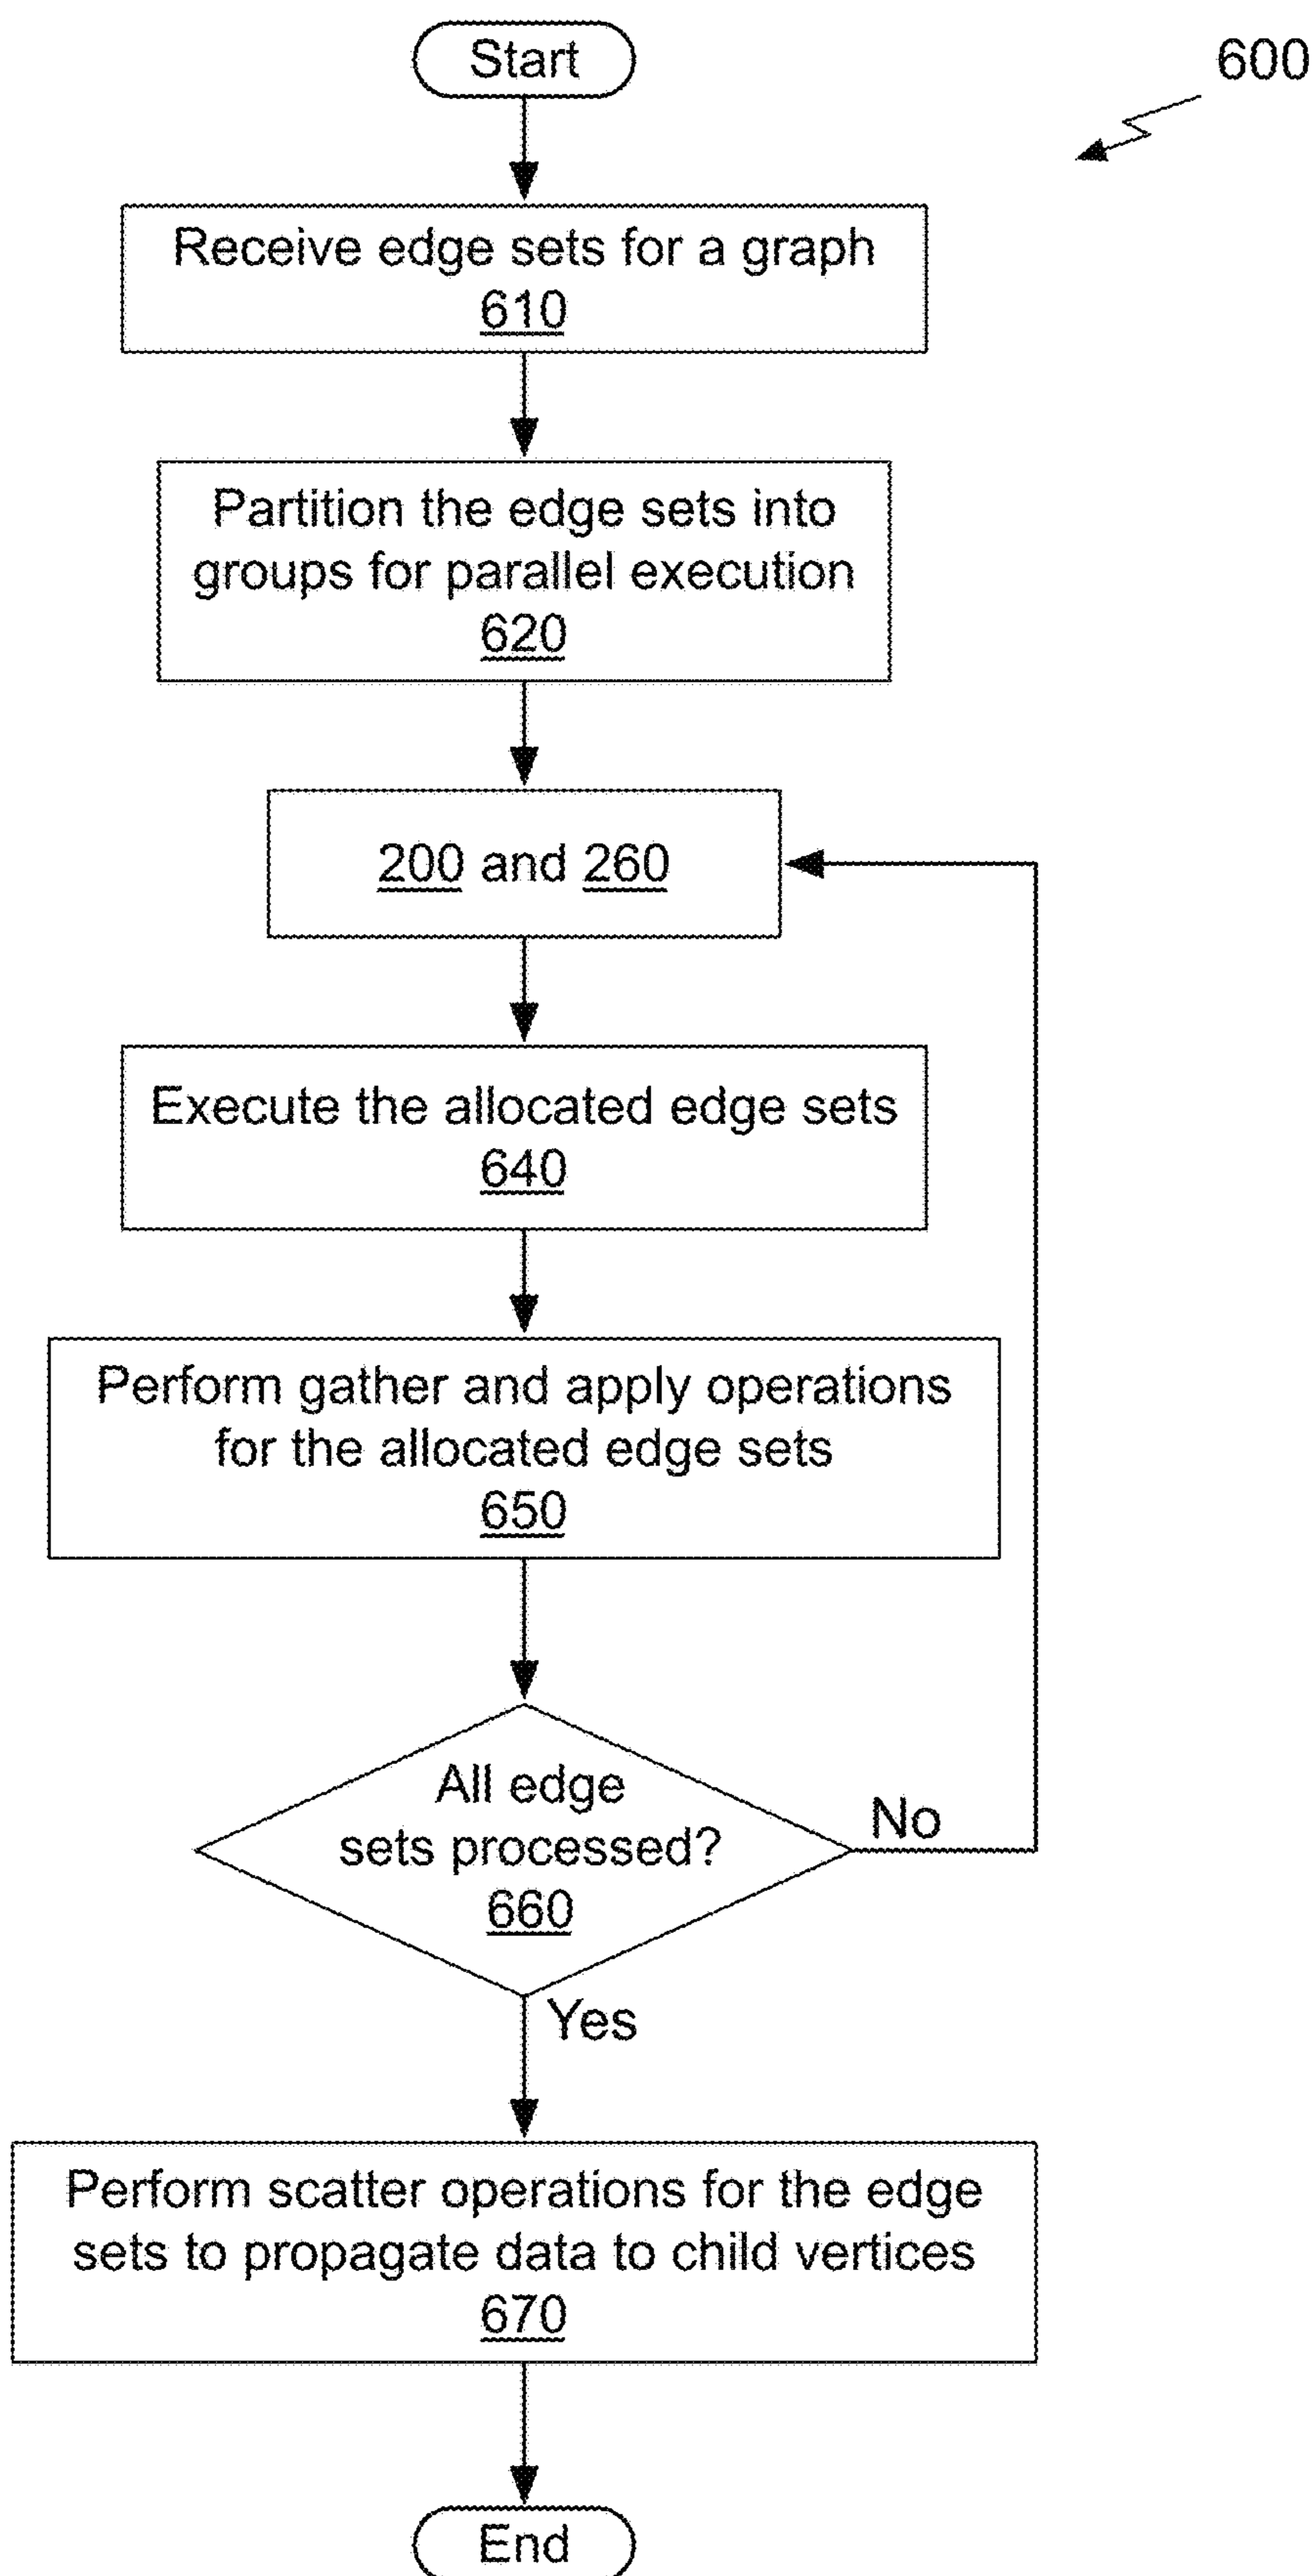 Start
600
Receive edge sets for a graph
610
Partition the edge sets into
groups for parallel execution
620
200 and 260
Execute the allocated edge sets
640
Perform gather and apply operations
for the allocated edge sets
650
All edge
sets processed?
660
No
Yes
Perform scatter operations for the edge
sets to propagate data to child vertices
670
End